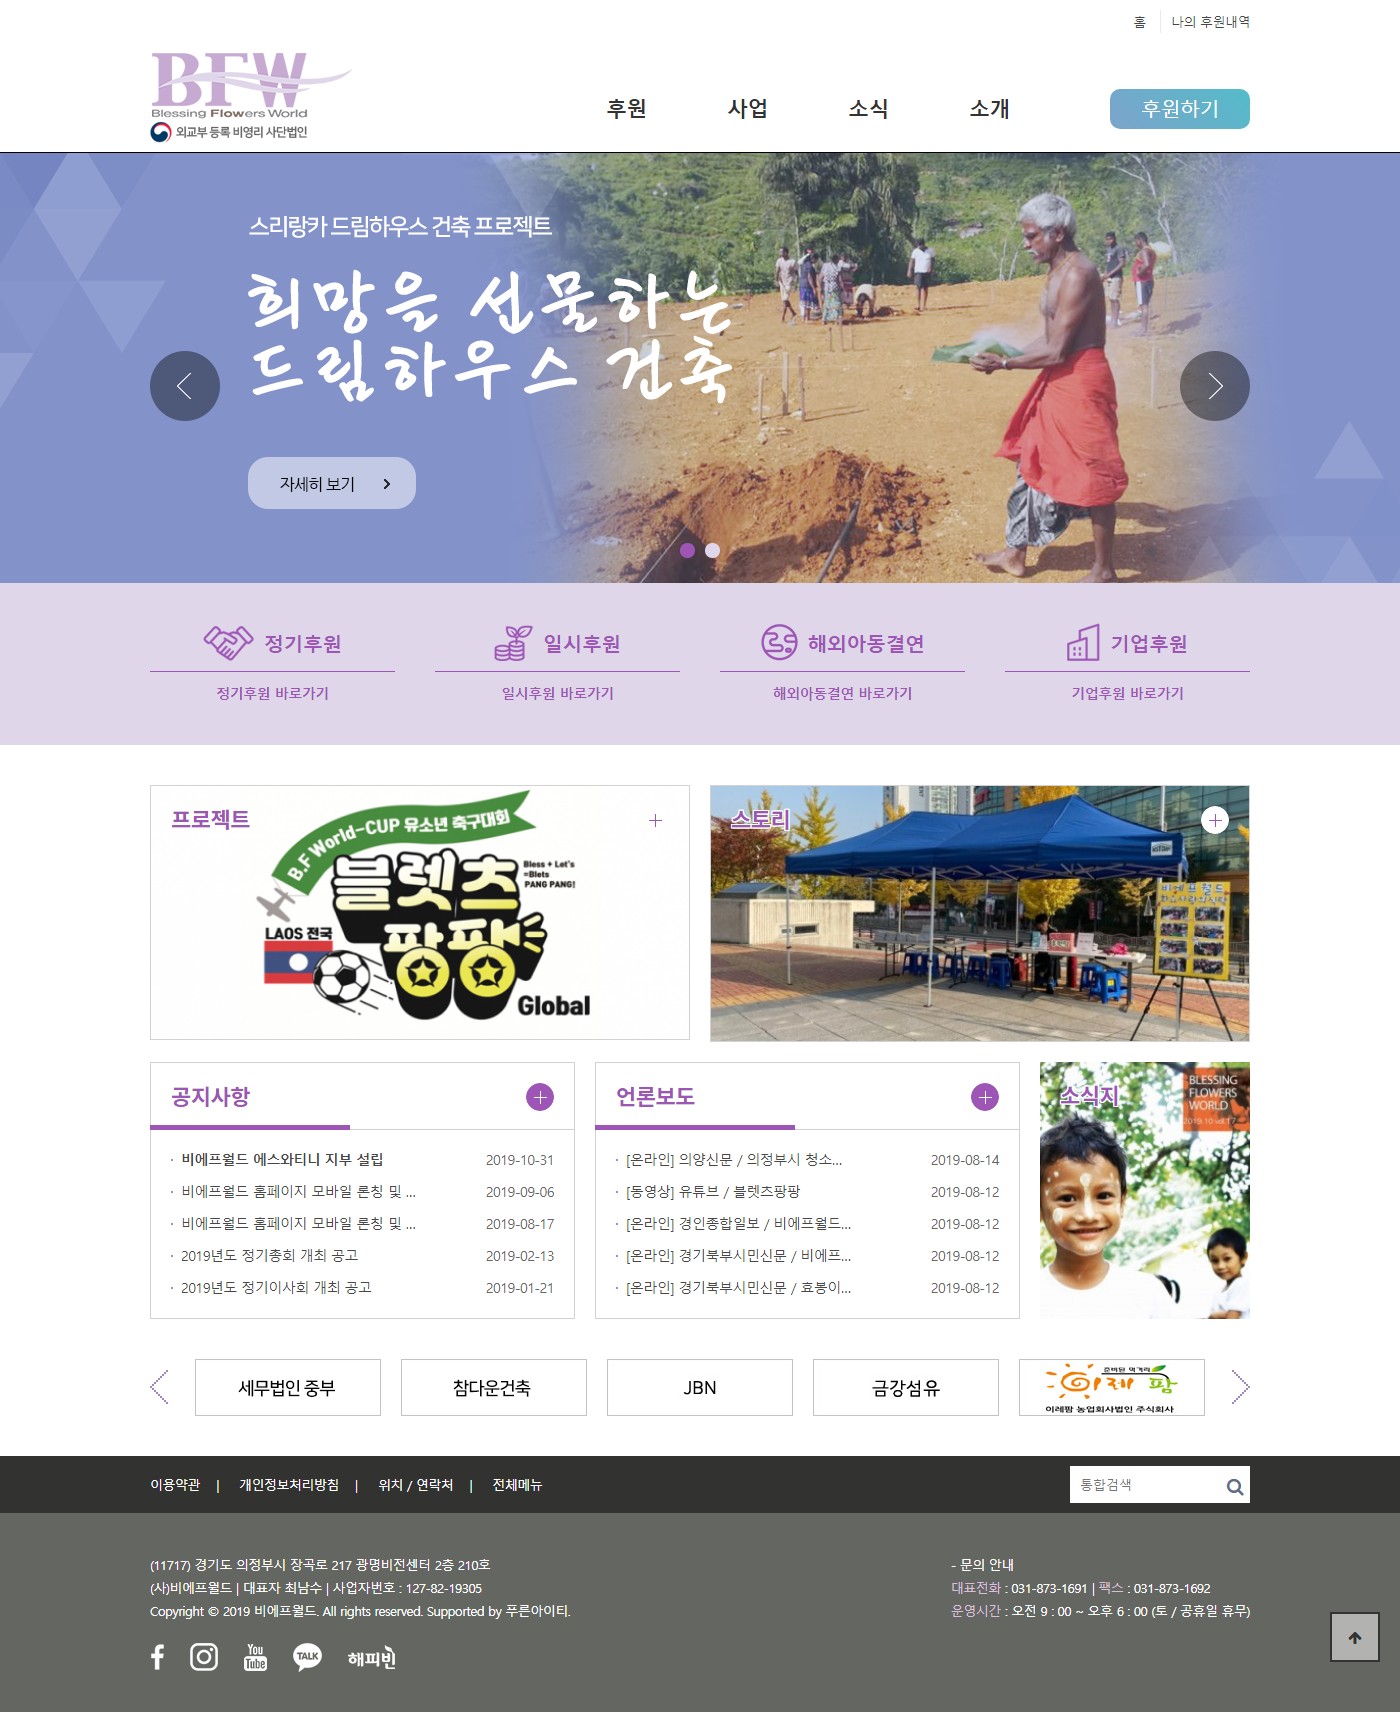 홈
나의 후원내역
BFW
Blessing Flowers World
외교부 등록 비영리 사단법인
후원
사업
소식
소개
후원하기
스리랑카 드림하우스 건축 프로젝트
희망을 선물하는
드림하우스 건축
자세히 보기
정기후원
일시후원
해외아동결연
기업후원
정기후원 바로가기
일시후원 바로가기
해외아동결연 바로가기
기업후원 바로가기
프로젝트
B.F World-CUP 유소년 축구대회
블렛츠
팡팡
Bless + Let's
=Blets
PANG PANG!
LAOS 전국
Global
스토리
비에프월드
공지사항
비에프월드 에스와티니 지부 설립 2019-10-31
비에프월드 홈페이지 모바일 론칭 및 ... 2019-09-06
비에프월드 홈페이지 모바일 론칭 및 ... 2019-08-17
2019년도 정기총회 개최 공고 2019-02-13
2019년도 정기이사회 개최 공고 2019-01-21
언론보도
[온라인] 의양신문 / 의정부시 청소... 2019-08-14
[동영상] 유튜브 / 블렛츠팡팡 2019-08-12
[온라인] 경인종합일보 / 비에프월드... 2019-08-12
[온라인] 경기북부시민신문 / 비에프... 2019-08-12
[온라인] 경기북부시민신문 / 효봉이... 2019-08-12
소식지
BLESSING
FLOWERS
WORLD
2019.10 vol.17
세무법인 중부
참다운건축
JBN
금강섬유
준비된 먹거리
이레 팜
이레팜 농업회사법인 주식회사
이용약관 | 개인정보처리방침 | 위치 / 연락처 | 전체메뉴
통합검색
(11717) 경기도 의정부시 장곡로 217 광명비전센터 2층 210호
(사)비에프월드 | 대표자 최남수 | 사업자번호 : 127-82-19305
Copyright © 2019 비에프월드. All rights reserved. Supported by 푸른아이티.
- 문의 안내
대표전화 : 031-873-1691 | 팩스 : 031-873-1692
운영시간 : 오전 9 : 00 ~ 오후 6 : 00 (토 / 공휴일 휴무)
You
Tube
TALK
해피빈